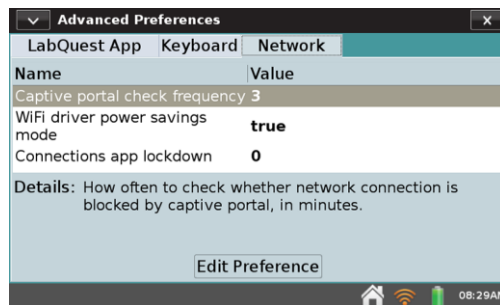 Advanced Preferences
LabQuest App Keyboard Network
Name Value
Captive portal check frequency 3
WiFi driver power savings
mode true
Connections app lockdown 0
Details: How often to check whether network connection is
blocked by captive portal, in minutes.
Edit Preference
08:29AM